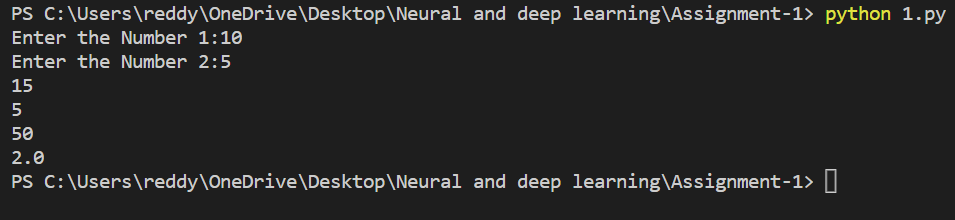 PS C:\Users\reddy\OneDrive\Desktop\Neural and deep learning\Assignment-1> python 1.py
Enter the Number 1:10
Enter the Number 2:5
15
5
50
2.0
PS C:\Users\reddy\OneDrive\Desktop\Neural and deep learning\Assignment-1>